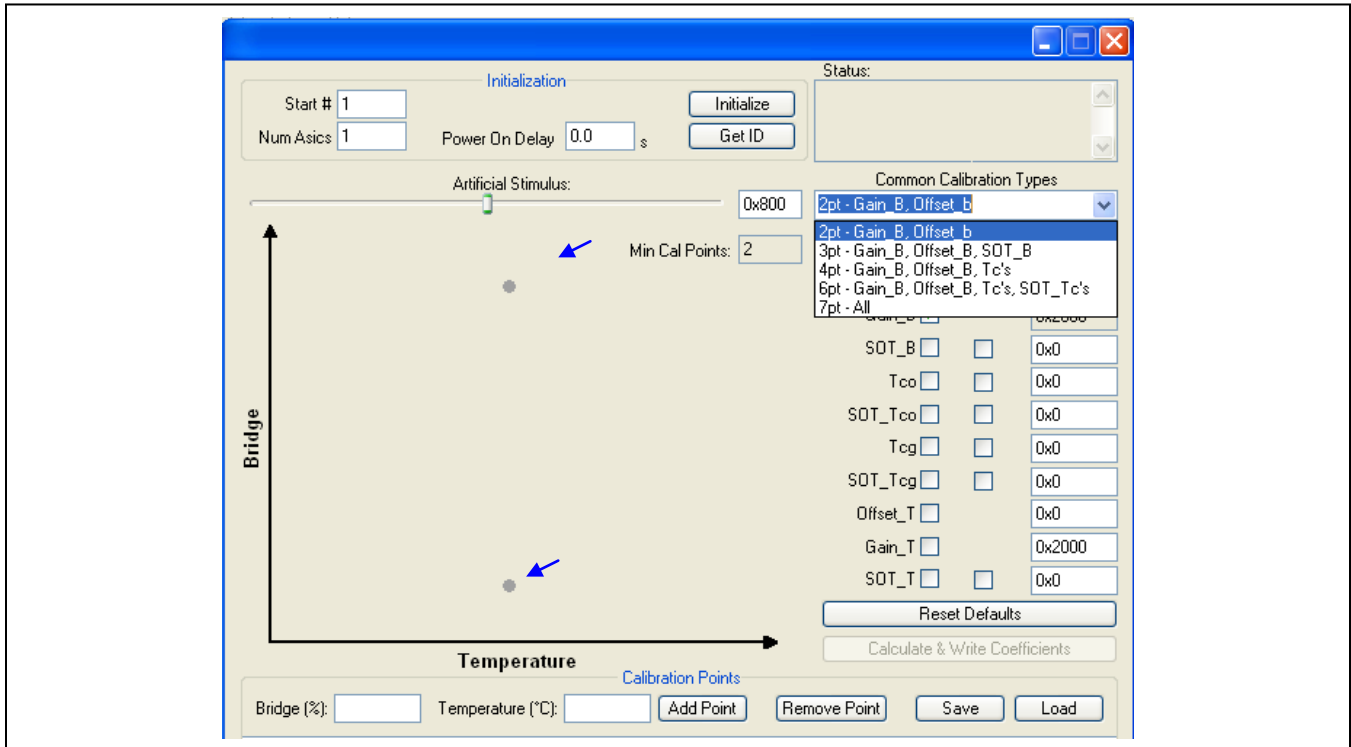 Initialization
Start # 1
Num Asics 1
Power On Delay 0.0 s
Initialize
Get ID
Status:
Artificial Stimulus:
0x800
Min Cal Points: 2
Common Calibration Types
2pt - Gain_B, Offset_b
2pt - Gain_B, Offset_b
3pt - Gain_B, Offset_B, SOT_B
4pt - Gain_B, Offset_B, Tc's
6pt - Gain_B, Offset_B, Tc's, SOT_Tc's
7pt - All
Gain_B 0x2000
SOT_B 0x0
Tco 0x0
SOT_Tco 0x0
Tcg 0x0
SOT_Tcg 0x0
Offset_T 0x0
Gain_T 0x2000
SOT_T 0x0
Reset Defaults
Calculate & Write Coefficients
Bridge
Temperature
Calibration Points
Bridge (%):
Temperature (°C):
Add Point
Remove Point
Save
Load